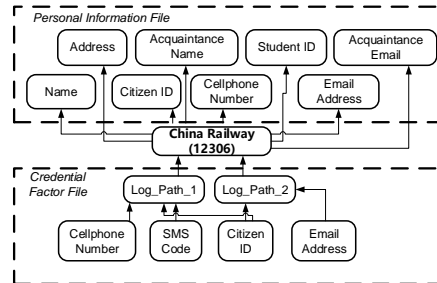 Personal Information File
Address
Acquaintance
Name
Student ID
Acquaintance
Email
Name
Citizen ID
Cellphone
Number
Email
Address
China Railway
(12306)
Credential
Factor File
Log_Path_1
Log_Path_2
Cellphone
Number
SMS
Code
Citizen
ID
Email
Address